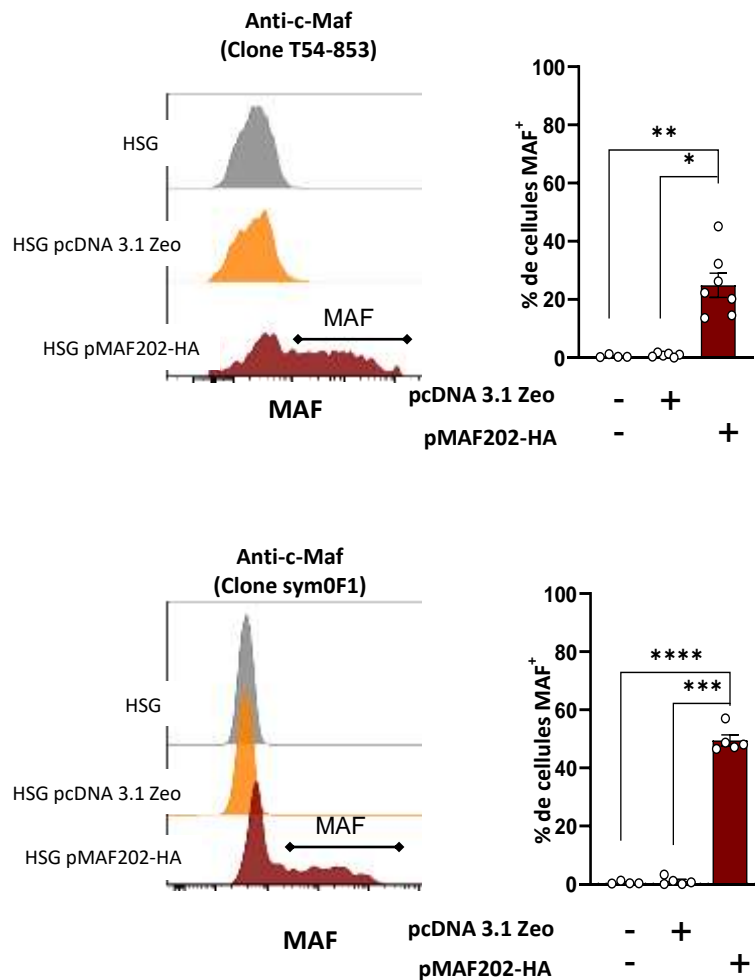 Anti-c-Maf
(Clone T54-853)
HSG
HSG pcDNA 3.1 Zeo
HSG pMAF202-HA
MAF
MAF
% de cellules MAF+
100
80
60
40
20
0
**
*
pcDNA 3.1 Zeo - +
pMAF202-HA - +
Anti-c-Maf
(Clone sym0F1)
HSG
HSG pcDNA 3.1 Zeo
HSG pMAF202-HA
MAF
MAF
% de cellules MAF+
100
80
60
40
20
0
****
***
pcDNA 3.1 Zeo - +
pMAF202-HA - +